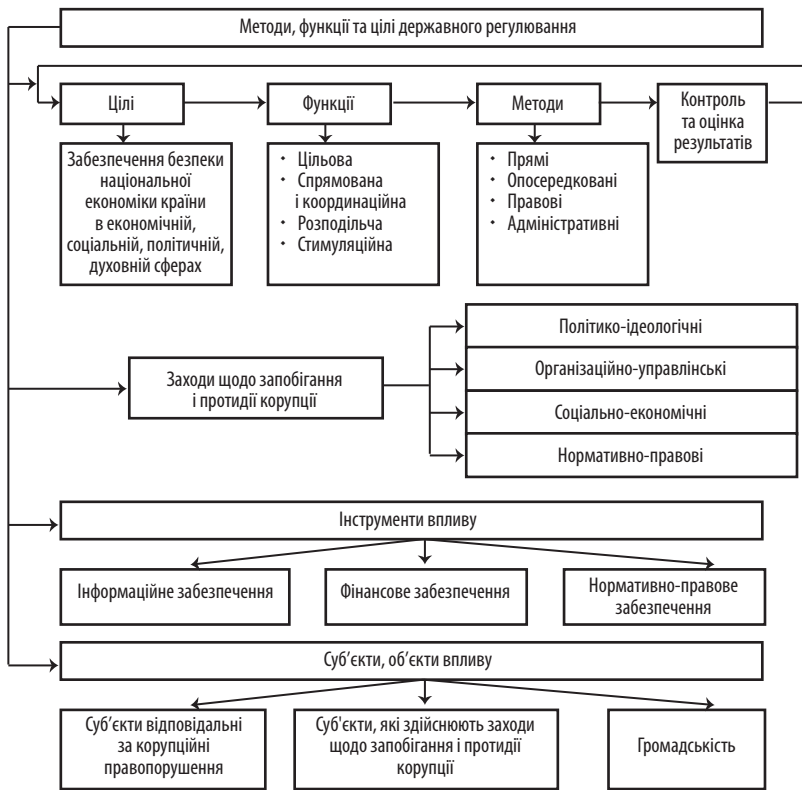 Методи, функції та цілі державного регулювання
Цілі
Функції
Методи
Контроль
та оцінка
результатів
Забезпечення безпеки
національної
економіки країни
в економічній,
соціальній, політичній,
духовній сферах
· Цільова
· Спрямована
і координаційна
· Розподільча
· Стимуляційна
· Прямі
· Опосередковані
· Правові
· Адміністративні
Заходи щодо запобігання
і протидії корупції
Політико-ідеологічні
Організаційно-управлінські
Соціально-економічні
Нормативно-правові
Інструменти впливу
Інформаційне забезпечення
Фінансове забезпечення
Нормативно-правове
забезпечення
Суб’єкти, об’єкти впливу
Суб’єкти відповідальні
за корупційні
правопорушення
Суб'єкти, які здійснюють заходи
щодо запобігання і протидії
корупції
Громадськість